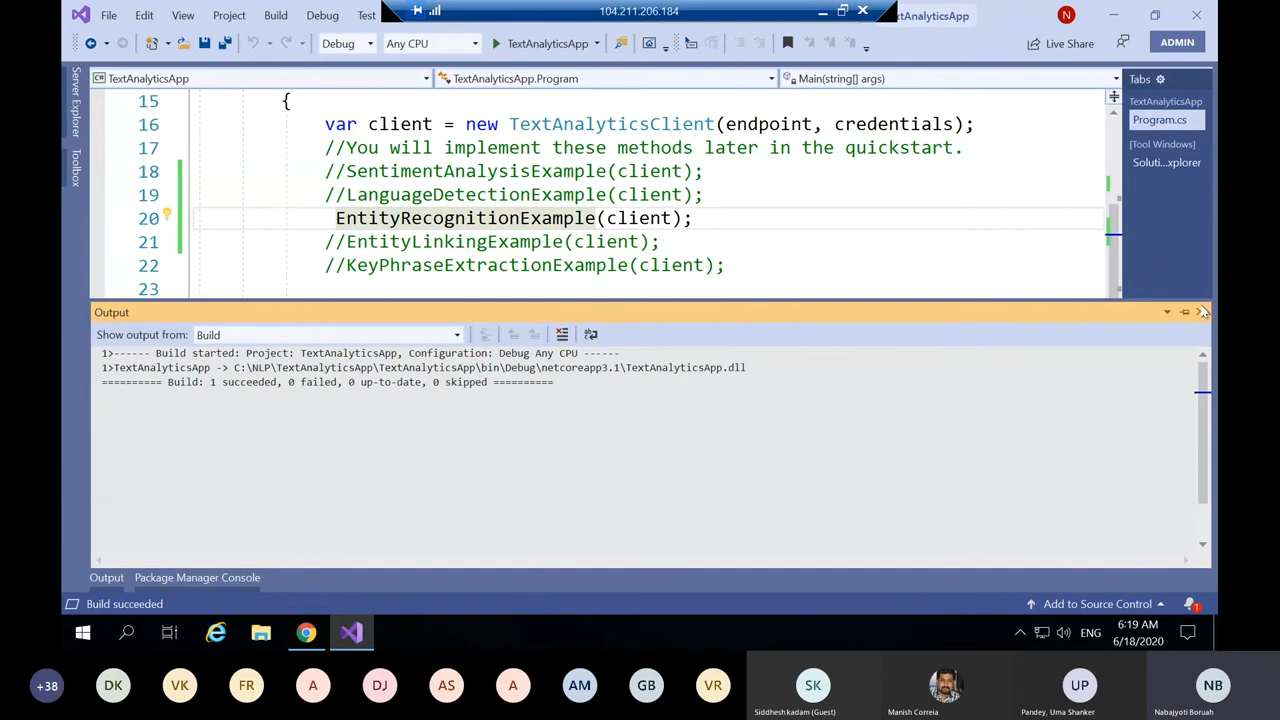 File Edit View Project Build Debug Test 104.211.206.184 tAnalyticsApp N
Debug Any CPU TextAnalyticsApp Live Share ADMIN
C# TextAnalyticsApp TextAnalyticsApp.Program Main(string[] args) Tabs
Server Explorer
Toolbox
TextAnalyticsApp
Program.cs
[Tool Windows]
Soluti...xplorer
15 {
16 var client = new TextAnalyticsClient(endpoint, credentials);
17 //You will implement these methods later in the quickstart.
18 //SentimentAnalysisExample(client);
19 //LanguageDetectionExample(client);
20 EntityRecognitionExample(client);
21 //EntityLinkingExample(client);
22 //KeyPhraseExtractionExample(client);
23
Output
Show output from: Build
1>------ Build started: Project: TextAnalyticsApp, Configuration: Debug Any CPU ------
1>TextAnalyticsApp -> C:\NLP\TextAnalyticsApp\TextAnalyticsApp\bin\Debug\netcoreapp3.1\TextAnalyticsApp.dll
========== Build: 1 succeeded, 0 failed, 0 up-to-date, 0 skipped ==========
Output Package Manager Console
Build succeeded Add to Source Control 1
ENG 6:19 AM
6/18/2020
+38 DK VK FR A DJ AS A AM GB VR SK UP NB
Siddhesh kadam (Guest) Manish Correia Pandey, Uma Shanker Nabajyoti Boruah